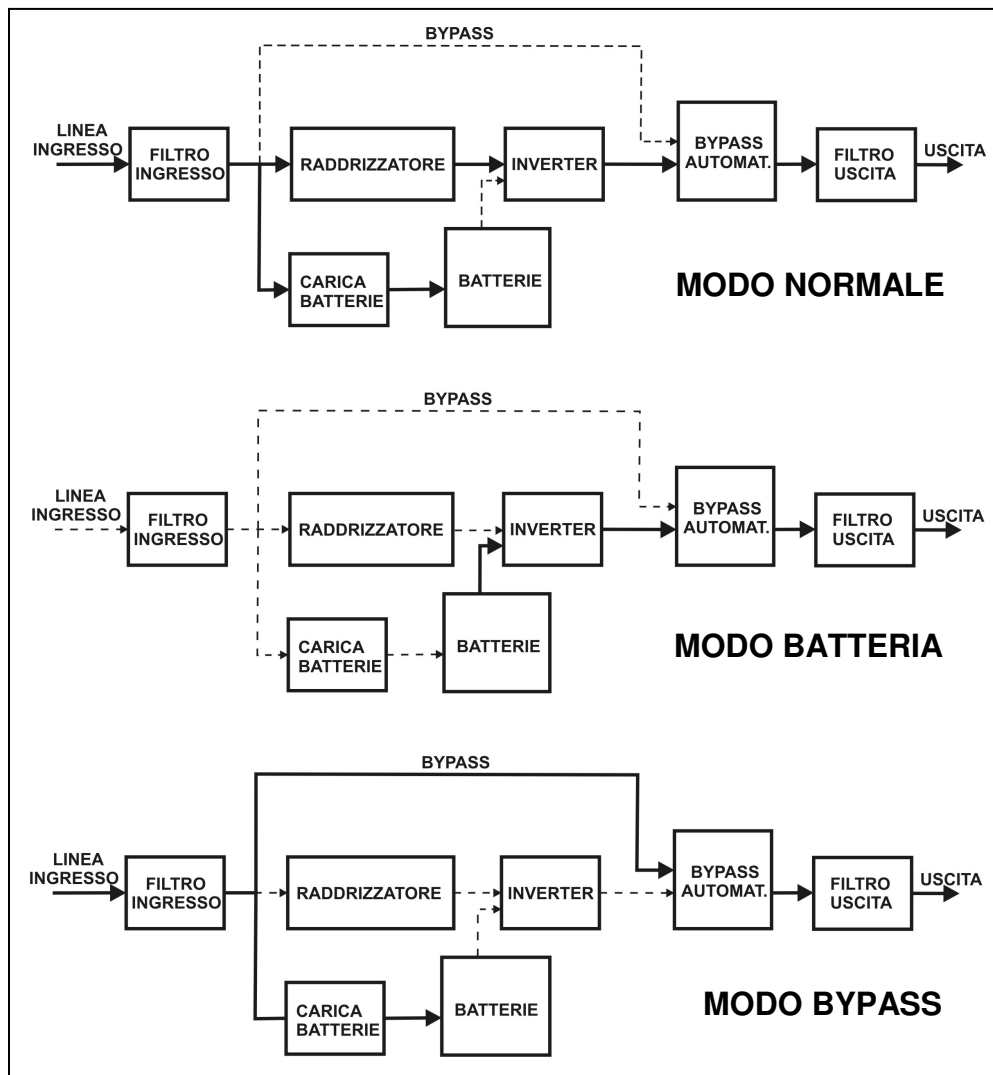 BYPASS
LINEA
INGRESSO
FILTRO
INGRESSO
RADDRIZZATORE
INVERTER
BYPASS
AUTOMAT.
FILTRO
USCITA
USCITA
CARICA
BATTERIE
BATTERIE
MODO NORMALE
BYPASS
LINEA
INGRESSO
FILTRO
INGRESSO
RADDRIZZATORE
INVERTER
BYPASS
AUTOMAT.
FILTRO
USCITA
USCITA
CARICA
BATTERIE
BATTERIE
MODO BATTERIA
BYPASS
LINEA
INGRESSO
FILTRO
INGRESSO
RADDRIZZATORE
INVERTER
BYPASS
AUTOMAT.
FILTRO
USCITA
USCITA
CARICA
BATTERIE
BATTERIE
MODO BYPASS